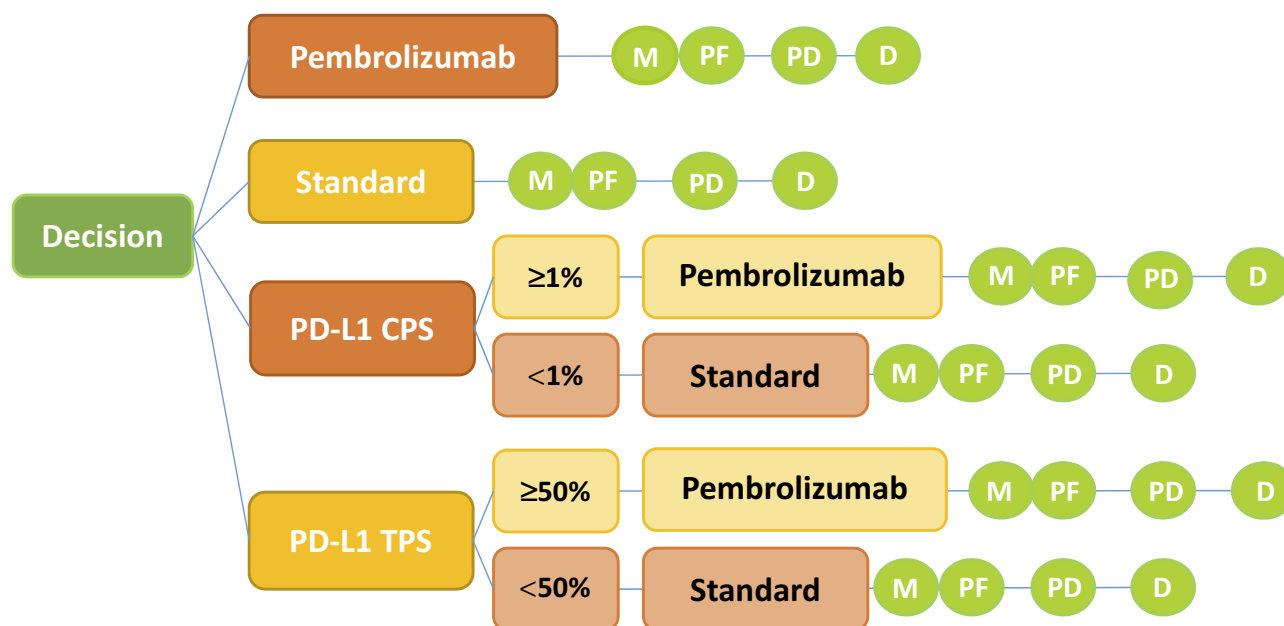 Pembrolizumab
M PF PD D
Standard
M PF PD D
Decision
PD-L1 CPS
≥1%
Pembrolizumab
M PF PD D
<1%
Standard
M PF PD D
PD-L1 TPS
≥50%
Pembrolizumab
M PF PD D
<50%
Standard
M PF PD D